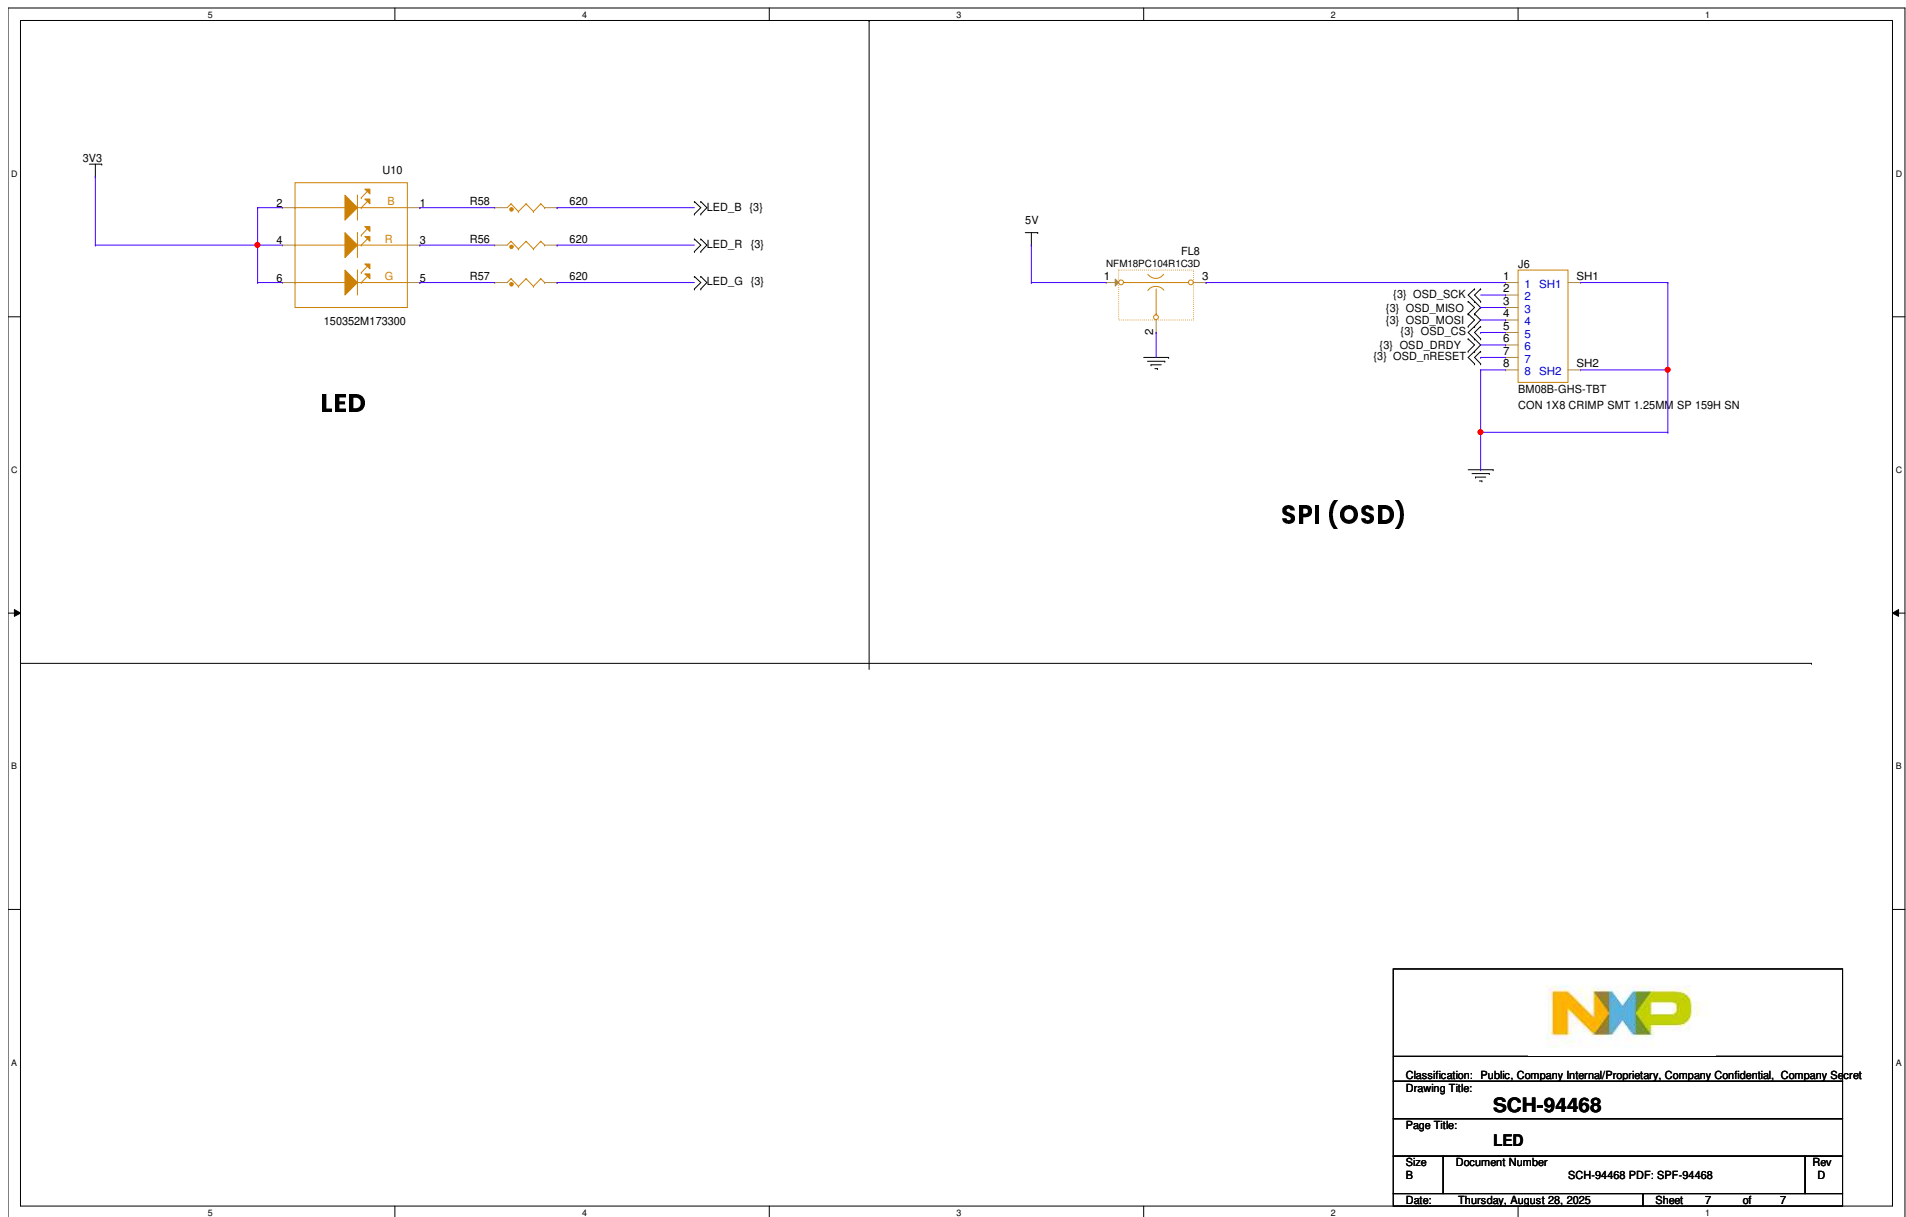 5 4 3 2 1
3V3
U10
D D
2 B 1 R58 620 LED_B {3}
4 R 3 R56 620 LED_R {3}
6 G 5 R57 620 LED_G {3}
150352M173300
LED
5V
FL8
NFM18PC104R1C3D
1 3
2
J6
1 1 SH1 SH1
{3} OSD_SCK 2 2
{3} OSD_MISO 3 3
{3} OSD_MOSI 4 4
{3} OSD_CS 5 5
{3} OSD_DRDY 6 6
{3} OSD_nRESET 7 7
8 8 SH2 SH2
BM08B-GHS-TBT
CON 1X8 CRIMP SMT 1.25MM SP 159H SN
C C
SPI (OSD)
B B
A A
NXP
Classification: Public, Company Internal/Proprietary, Company Confidential, Company Secret
Drawing Title:
SCH-94468
Page Title:
LED
Size Document Number Rev
B SCH-94468 PDF: SPF-94468 D
Date: Thursday, August 28, 2025 Sheet 7 of 7
5 4 3 2 1